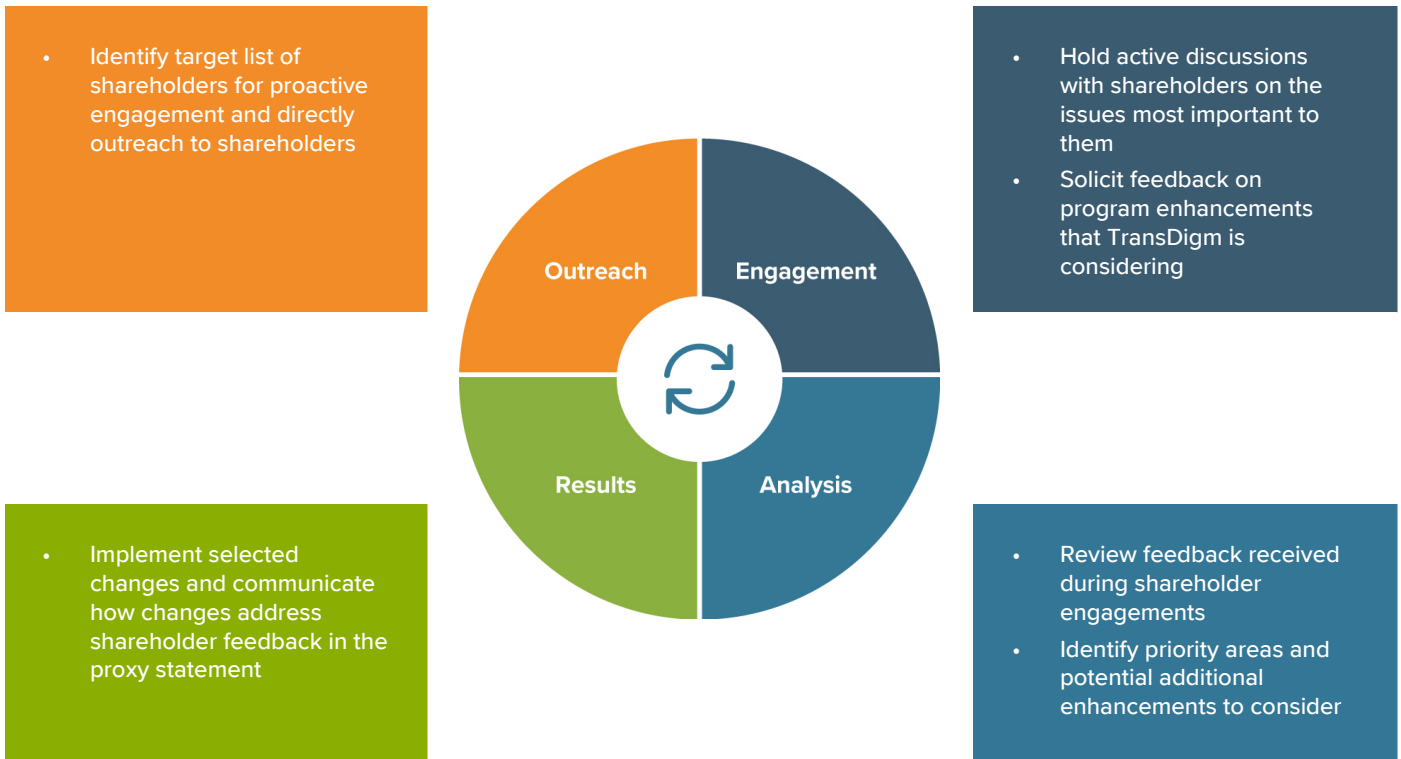 • Identify target list of
shareholders for proactive
engagement and directly
outreach to shareholders
• Hold active discussions
with shareholders on the
issues most important to
them
• Solicit feedback on
program enhancements
that TransDigm is
considering
Outreach
Engagement
Results
Analysis
• Implement selected
changes and communicate
how changes address
shareholder feedback in the
proxy statement
• Review feedback received
during shareholder
engagements
• Identify priority areas and
potential additional
enhancements to consider